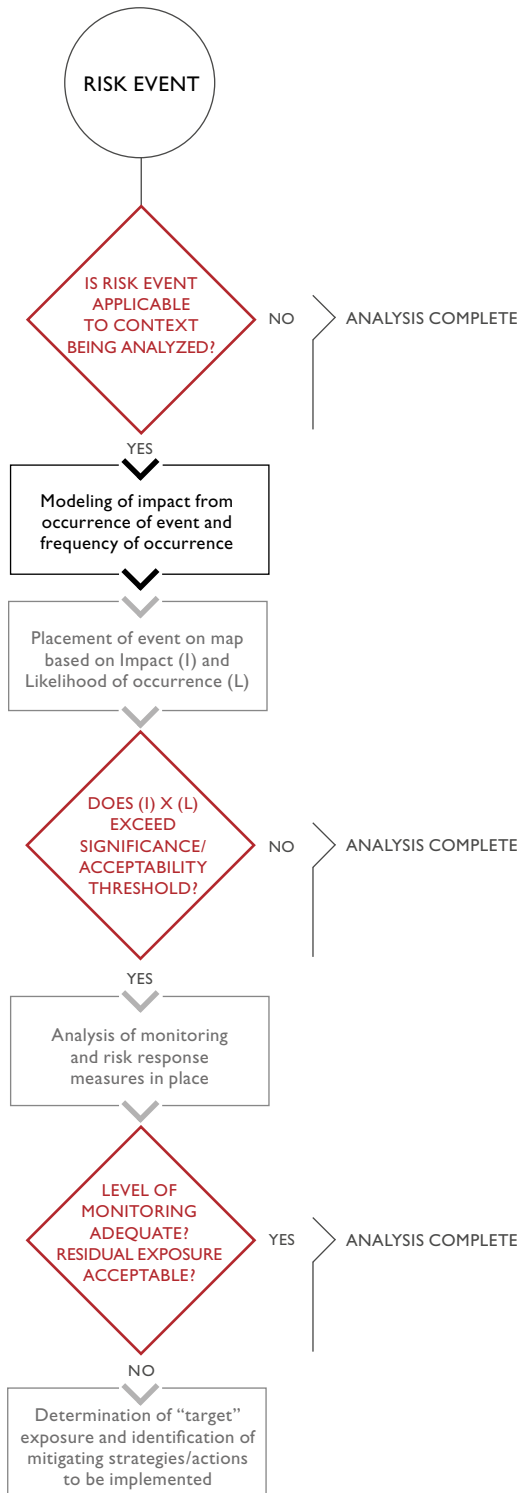 RISK EVENT
IS RISK EVENT
APPLICABLE
TO CONTEXT
BEING ANALYZED?
NO
ANALYSIS COMPLETE
YES
Modeling of impact from
occurrence of event and
frequency of occurrence
Placement of event on map
based on Impact (I) and
Likelihood of occurrence (L)
DOES (I) X (L)
EXCEED
SIGNIFICANCE/
ACCEPTABILITY
THRESHOLD?
NO
ANALYSIS COMPLETE
YES
Analysis of monitoring
and risk response
measures in place
LEVEL OF
MONITORING
ADEQUATE?
RESIDUAL EXPOSURE
ACCEPTABLE?
YES
ANALYSIS COMPLETE
NO
Determination of “target”
exposure and identification of
mitigating strategies/actions
to be implemented